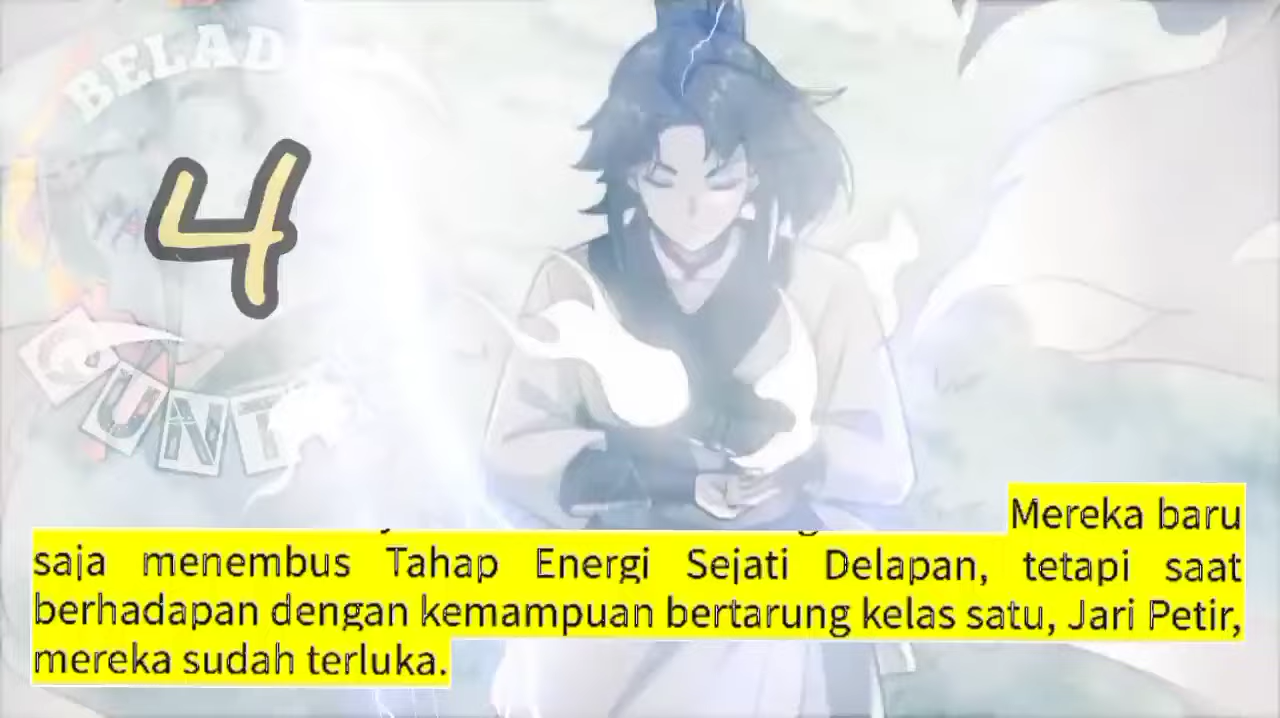 BELAD
4
UNT
Mereka baru
saja menembus Tahap Energi Sejati Delapan, tetapi saat
berhadapan dengan kemampuan bertarung kelas satu, Jari Petir,
mereka sudah terluka.